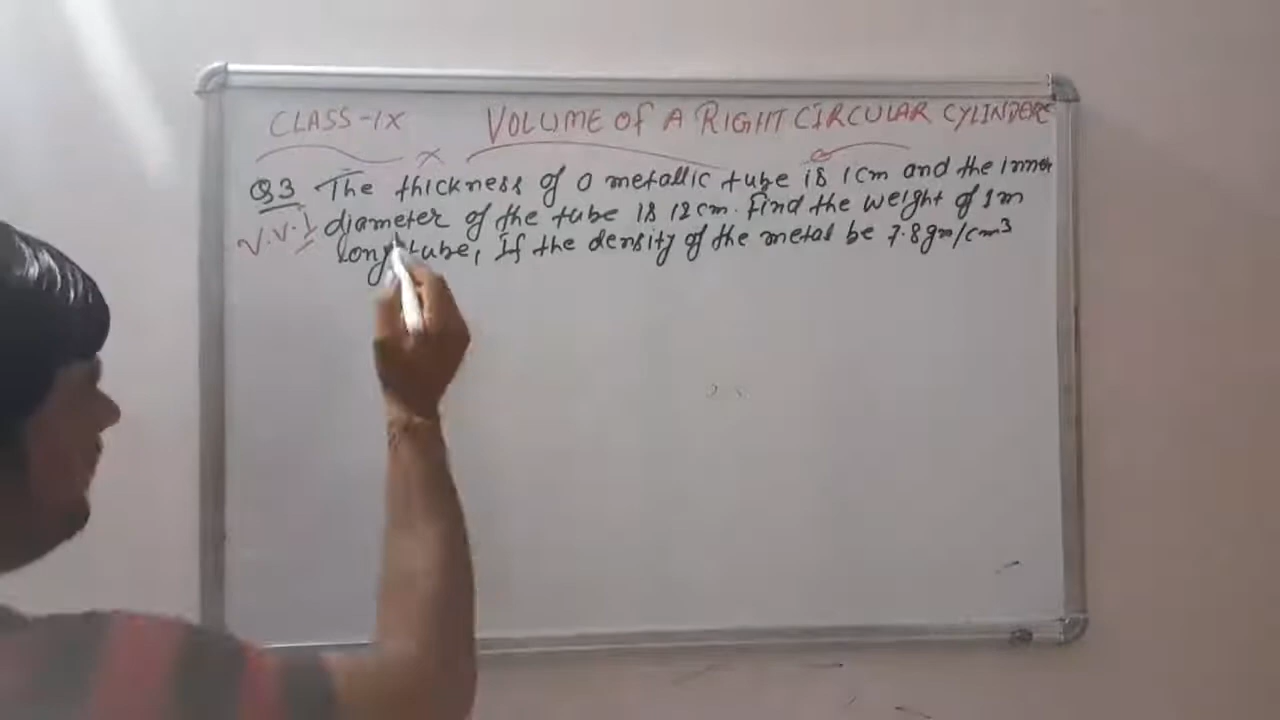 CLASS-IX VOLUME OF A RIGHT CIRCULAR CYLINDER
Q3 The thickness of a metallic tube is 1cm and the inner
V.V.I diameter of the tube is 12cm. Find the weight of 1m
long tube, If the density of the metal be 7.8gm/cm³